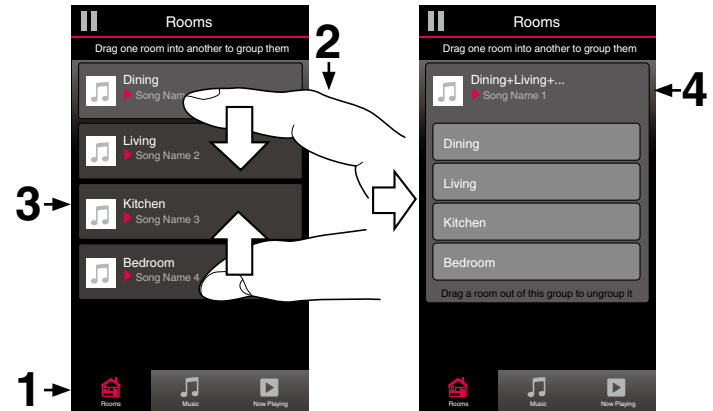 Rooms
Drag one room into another to group them
2
Dining
Song Nam
Living
Song Name 2
3
Kitchen
Song Name 3
Bedroom
Song Name 4
1
Rooms
Music
Now Playing
Rooms
Drag one room into another to group them
Dining+Living+...
Song Name 1
4
Dining
Living
Kitchen
Bedroom
Drag a room out of this group to ungroup it
Rooms
Music
Now Playing